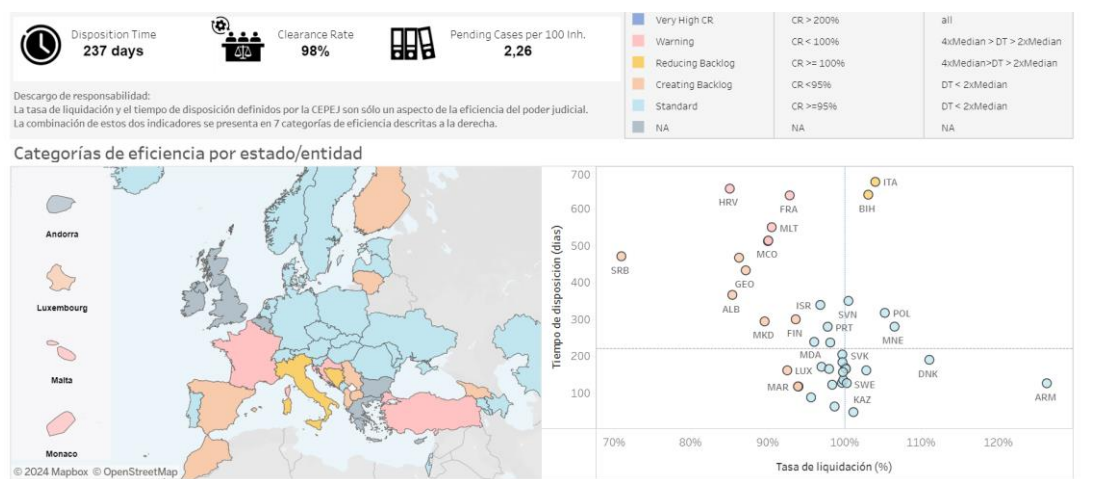 Disposition Time
237 days
Clearance Rate
98%
Pending Cases per 100 Inh.
2,26
Descargo de responsabilidad:
La tasa de liquidación y el tiempo de disposición definidos por la CEPEJ son sólo un aspecto de la eficiencia del poder judicial.
La combinación de estos dos indicadores se presenta en 7 categorías de eficiencia descritas a la derecha.
Very High CR CR > 200% all
Warning CR < 100% 4xMedian > DT > 2xMedian
Reducing Backlog CR >= 100% 4xMedian>DT > 2xMedian
Creating Backlog CR <95% DT < 2xMedian
Standard CR >=95% DT < 2xMedian
NA NA NA
Categorías de eficiencia por estado/entidad
Andorra
Luxembourg
Malta
Monaco
© 2024 Mapbox © OpenStreetMap
Tiempo de disposición (días)
700
600
500
400
300
200
100
ITA
HRV
FRA
BIH
MLT
MCO
SRB
GEO
ALB
ISR
SVN
POL
MKD
FIN
PRT
MNE
MDA
SVK
LUX
DNK
MAR
SWE
ARM
KAZ
70% 80% 90% 100% 110% 120%
Tasa de liquidación (%)